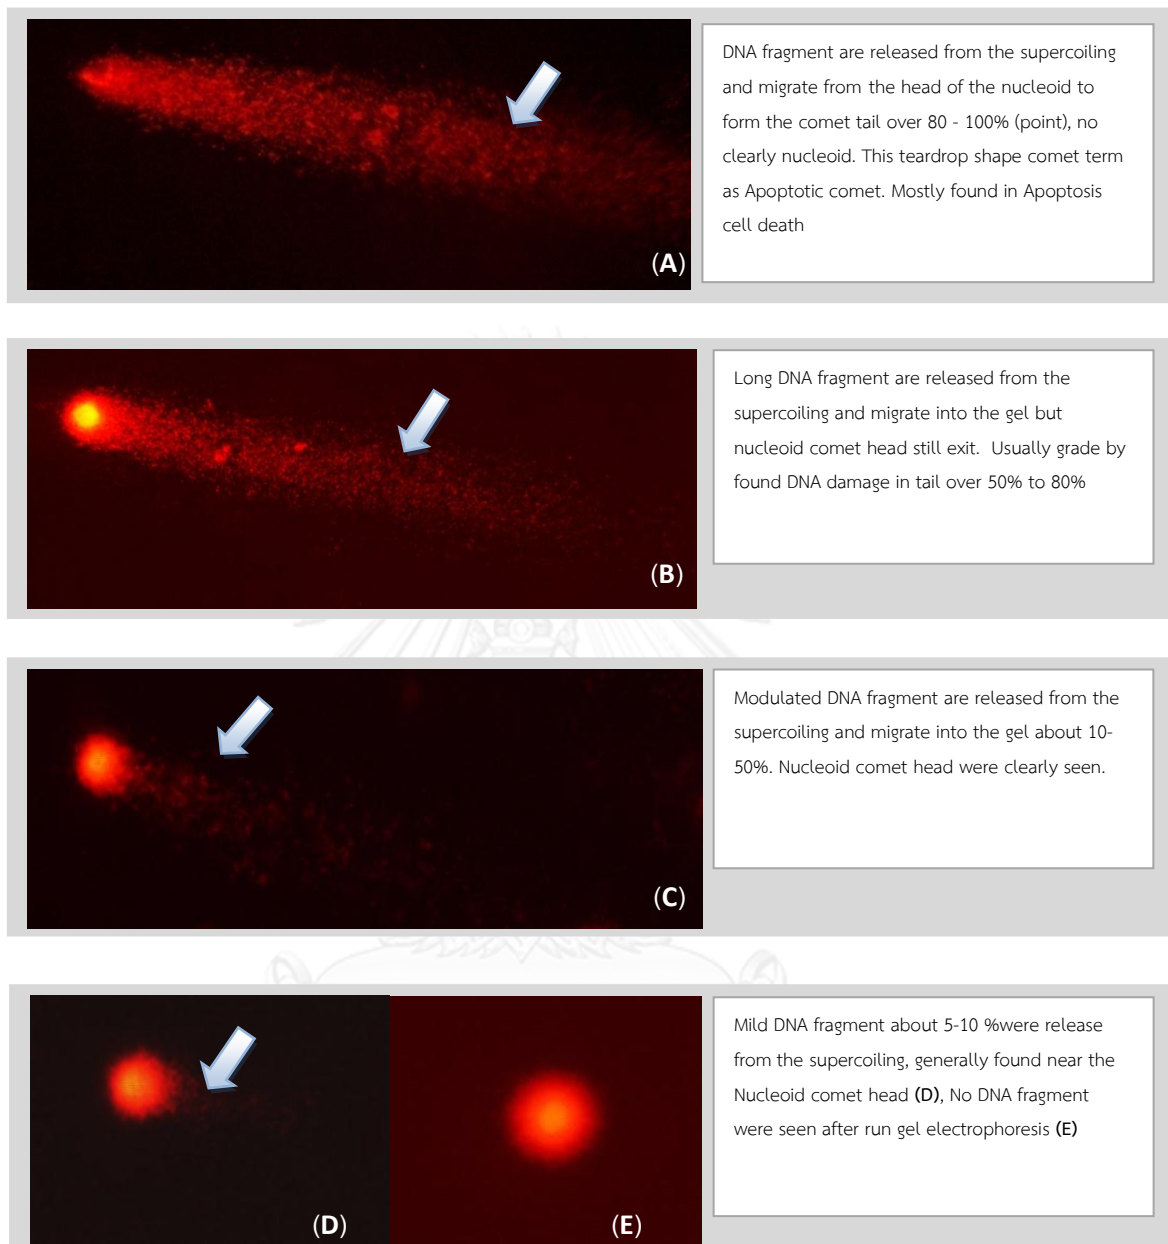 DNA fragment are released from the supercoiling
and migrate from the head of the nucleoid to
form the comet tail over 80 - 100% (point), no
clearly nucleoid. This teardrop shape comet term
as Apoptotic comet. Mostly found in Apoptosis
cell death
(A)
Long DNA fragment are released from the
supercoiling and migrate into the gel but
nucleoid comet head still exit.  Usually grade by
found DNA damage in tail over 50% to 80%
(B)
Modulated DNA fragment are released from the
supercoiling and migrate into the gel about 10-
50%. Nucleoid comet head were clearly seen.
(C)
Mild DNA fragment about 5-10 %were release
from the supercoiling, generally found near the
Nucleoid comet head (D), No DNA fragment
were seen after run gel electrophoresis (E)
(D)
(E)